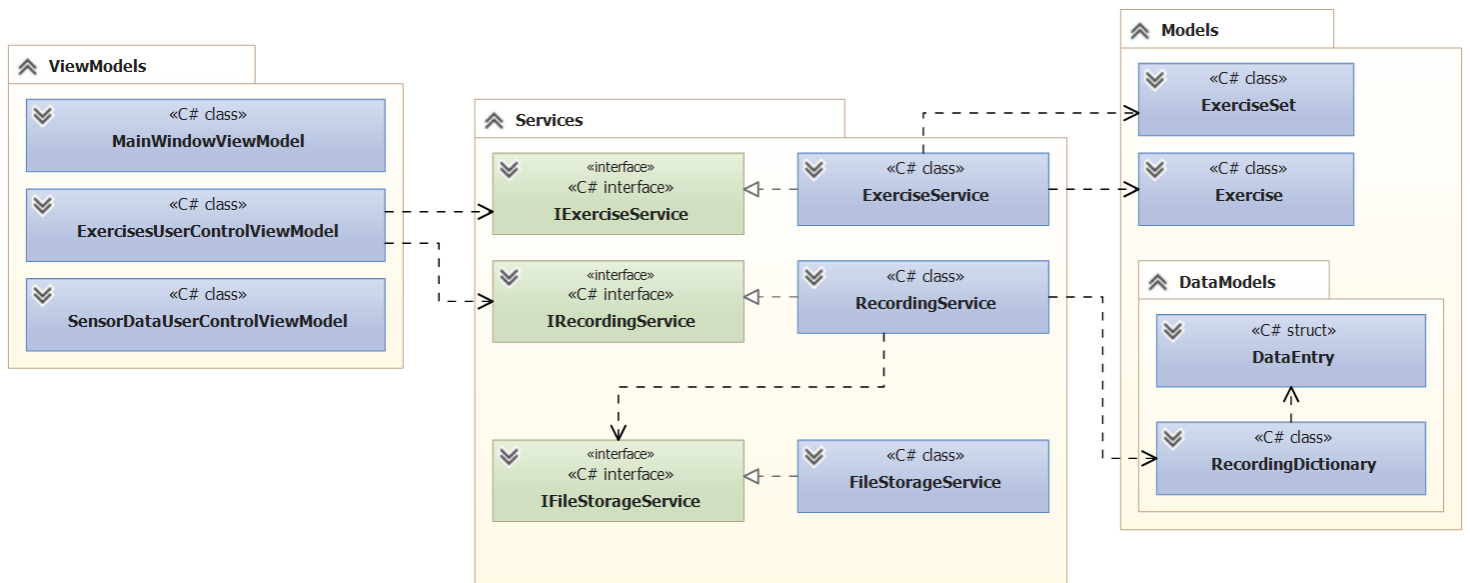 ViewModels
«C# class»
MainWindowViewModel
«C# class»
ExercisesUserControlViewModel
«C# class»
SensorDataUserControlViewModel
Services
«interface»
«C# interface»
IExerciseService
«C# class»
ExerciseService
«interface»
«C# interface»
IRecordingService
«C# class»
RecordingService
«interface»
«C# interface»
IFileStorageService
«C# class»
FileStorageService
Models
«C# class»
ExerciseSet
«C# class»
Exercise
DataModels
«C# struct»
DataEntry
«C# class»
RecordingDictionary